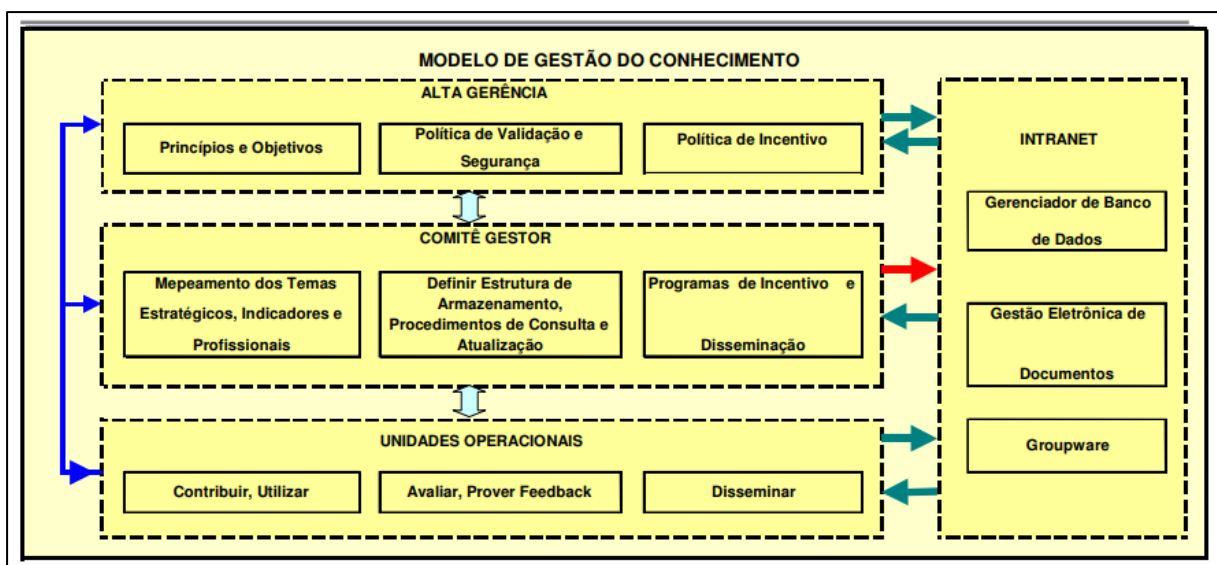 MODELO DE GESTÃO DO CONHECIMENTO
ALTA GERÊNCIA
Princípios e Objetivos
Política de Validação e
Segurança
Política de Incentivo
COMITÊ GESTOR
Mepeamento dos Temas
Estratégicos, Indicadores e
Profissionais
Definir Estrutura de
Armazenamento,
Procedimentos de Consulta e
Atualização
Programas de Incentivo e
Disseminação
UNIDADES OPERACIONAIS
Contribuir, Utilizar
Avaliar, Prover Feedback
Disseminar
INTRANET
Gerenciador de Banco
de Dados
Gestão Eletrônica de
Documentos
Groupware